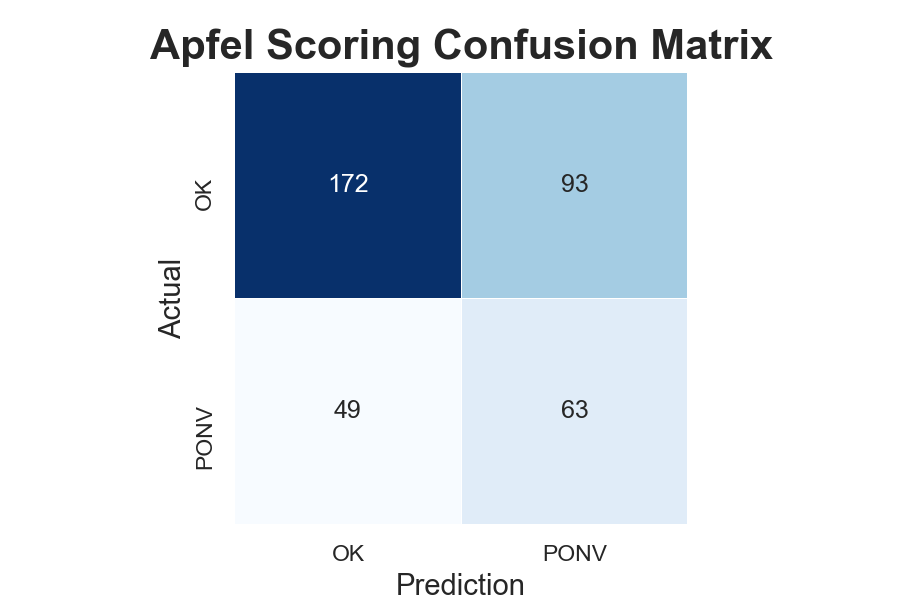 Apfel Scoring Confusion Matrix
Actual
OK
172
93
PONV
49
63
OK
PONV
Prediction